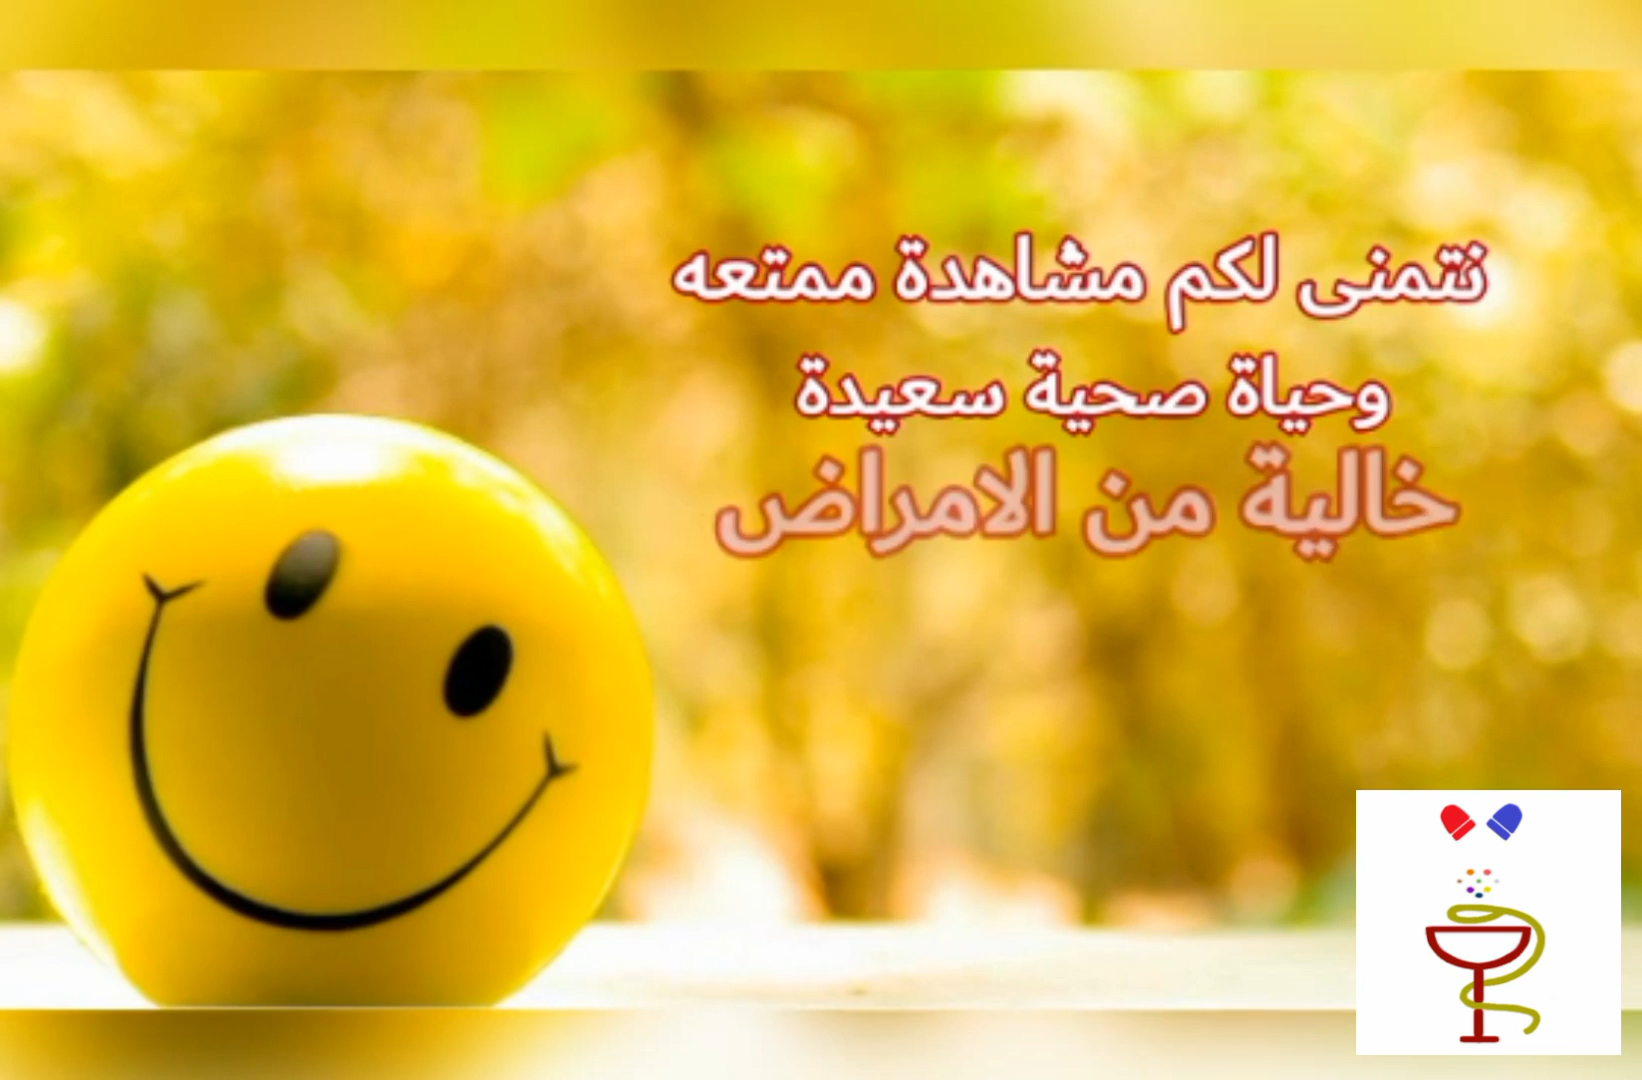 نتمنى لكم مشاهدة ممتعه
وحياة صحية سعيدة
خالية من الامراض